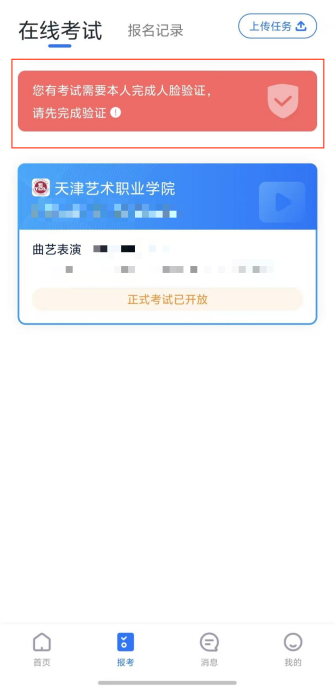 在线考试
报名记录
上传任务
您有考试需要本人完成人脸验证，
请先完成验证
天津艺术职业学院
曲艺表演
正式考试已开放
首页
报考
消息
我的